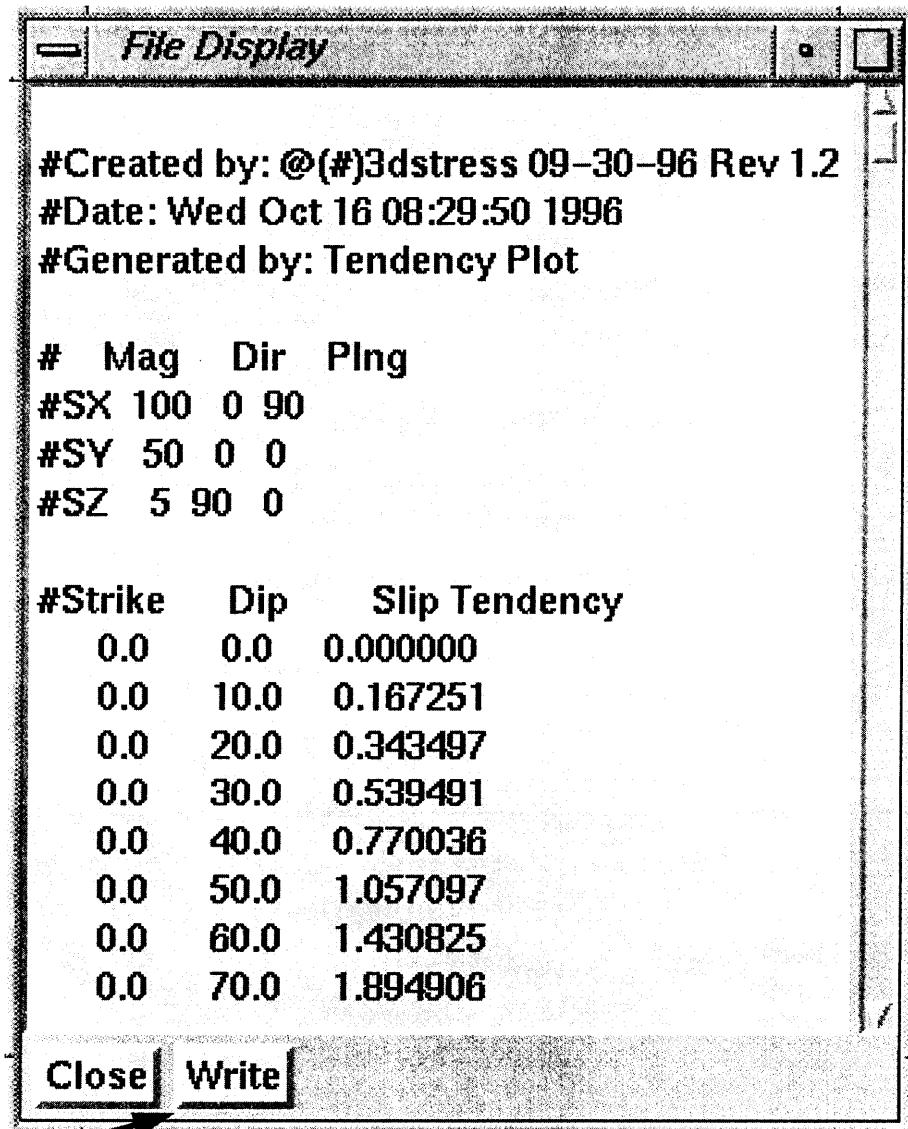 File Display
#Created by: @(#)3dstress 09–30–96 Rev 1.2
#Date: Wed Oct 16 08:29:50 1996
#Generated by: Tendency Plot
# Mag Dir Plng
#SX 100 0 90
#SY 50 0 0
#SZ 5 90 0
#Strike Dip Slip Tendency
0.0 0.0 0.000000
0.0 10.0 0.167251
0.0 20.0 0.343497
0.0 30.0 0.539491
0.0 40.0 0.770036
0.0 50.0 1.057097
0.0 60.0 1.430825
0.0 70.0 1.894906
Close Write